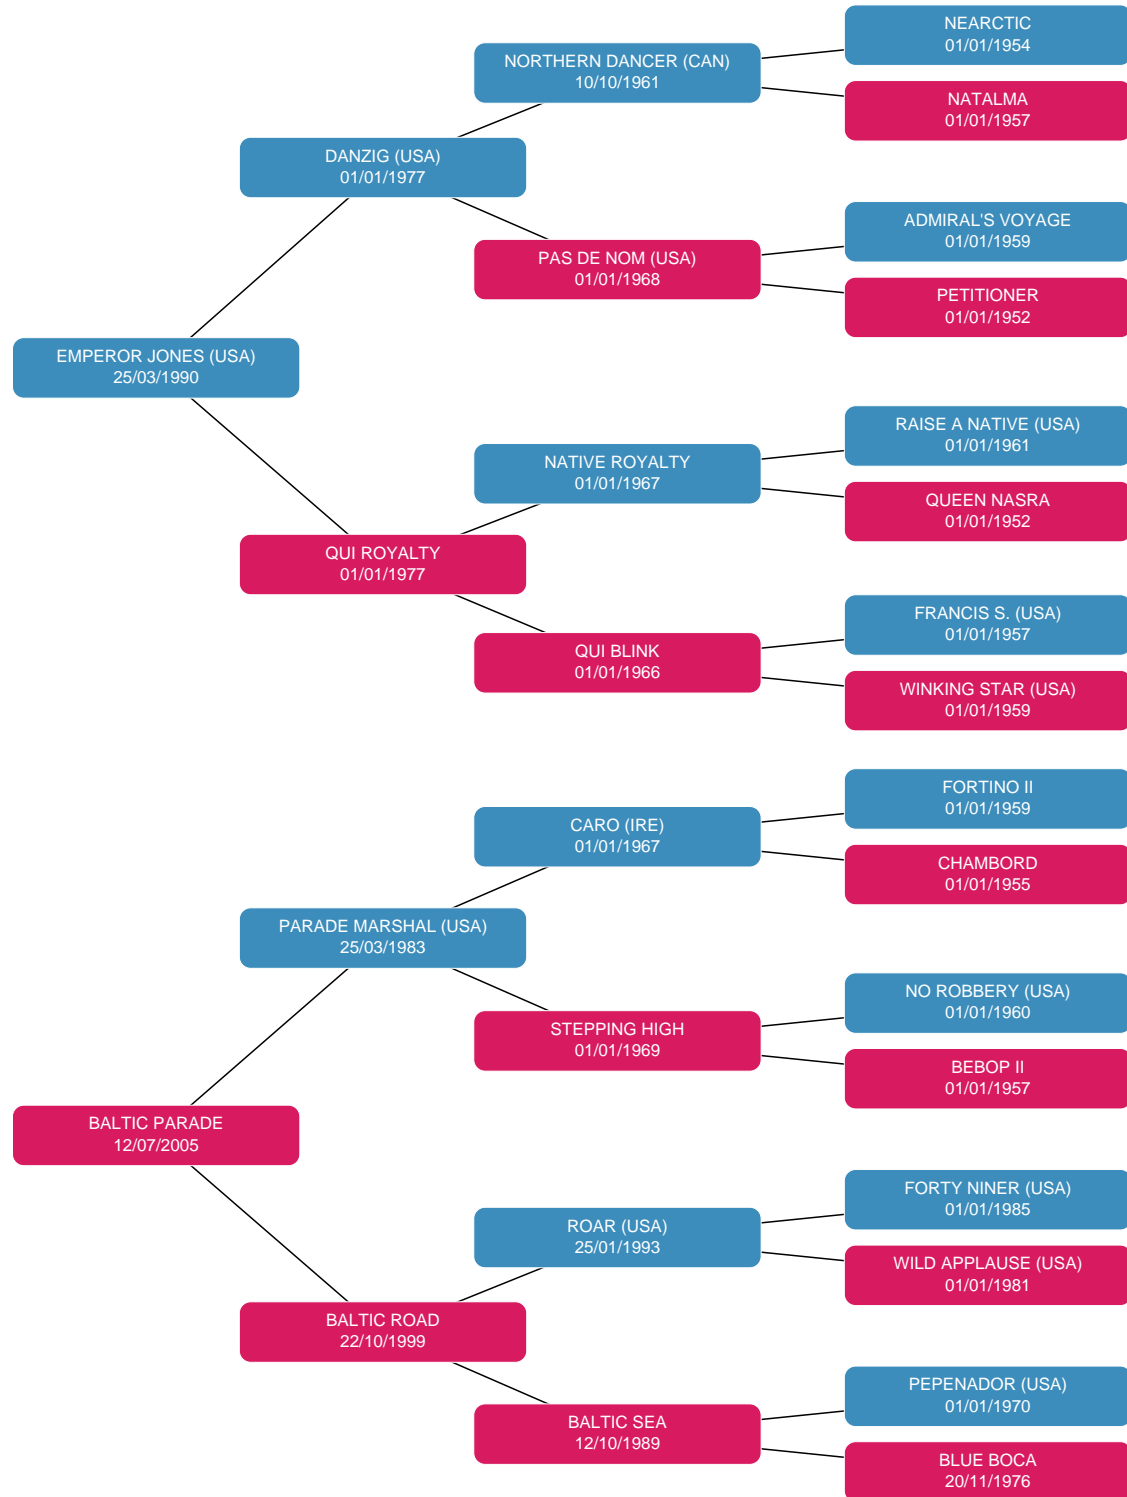 NEARCTIC
01/01/1954
NORTHERN DANCER (CAN)
10/10/1961
NATALMA
01/01/1957
DANZIG (USA)
01/01/1977
ADMIRAL'S VOYAGE
01/01/1959
PAS DE NOM (USA)
01/01/1968
PETITIONER
01/01/1952
EMPEROR JONES (USA)
25/03/1990
RAISE A NATIVE (USA)
01/01/1961
NATIVE ROYALTY
01/01/1967
QUEEN NASRA
01/01/1952
QUI ROYALTY
01/01/1977
FRANCIS S. (USA)
01/01/1957
QUI BLINK
01/01/1966
WINKING STAR (USA)
01/01/1959
FORTINO II
01/01/1959
CARO (IRE)
01/01/1967
CHAMBORD
01/01/1955
PARADE MARSHAL (USA)
25/03/1983
NO ROBBERY (USA)
01/01/1960
STEPPING HIGH
01/01/1969
BEBOP II
01/01/1957
BALTIC PARADE
12/07/2005
FORTY NINER (USA)
01/01/1985
ROAR (USA)
25/01/1993
WILD APPLAUSE (USA)
01/01/1981
BALTIC ROAD
22/10/1999
PEPENADOR (USA)
01/01/1970
BALTIC SEA
12/10/1989
BLUE BOCA
20/11/1976